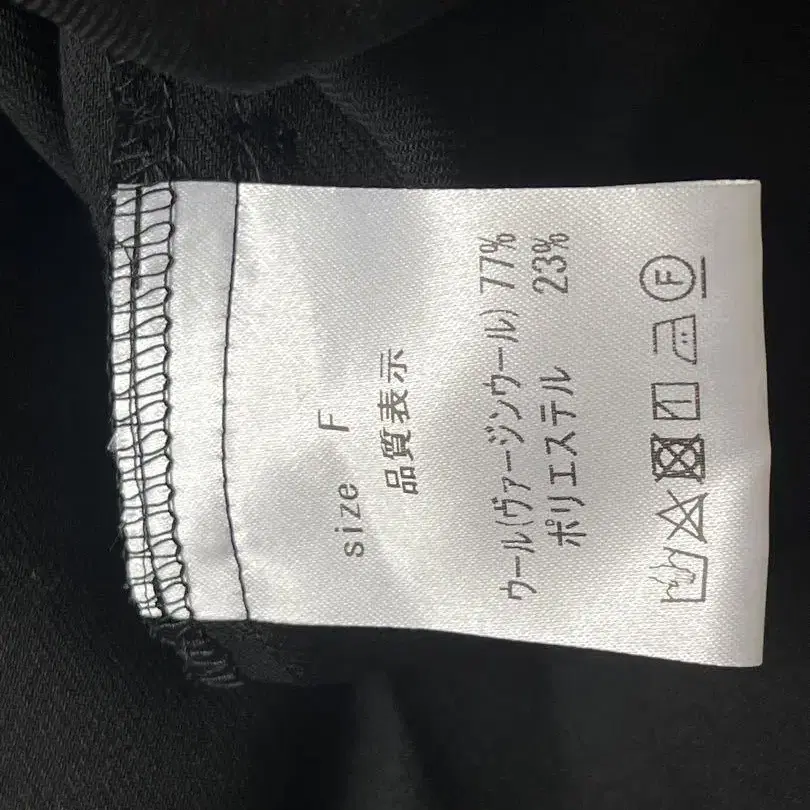 size F
品質表示
ウール(ヴァージンウール) 77%
ポリエステル 23%
F